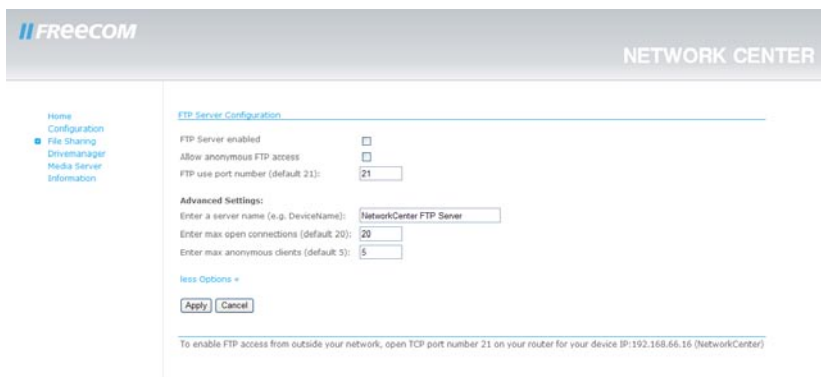 FREECOM
NETWORK CENTER
Home
Configuration
File Sharing
Drivemanager
Media Server
Information
FTP Server Configuration
FTP Server enabled
Allow anonymous FTP access
FTP use port number (default 21): 21
Advanced Settings:
Enter a server name (e.g. DeviceName): NetworkCenter FTP Server
Enter max open connections (default 20): 20
Enter max anonymous clients (default 5): 5
less Options «
Apply Cancel
To enable FTP access from outside your network, open TCP port number 21 on your router for your device IP:192.168.66.16 (NetworkCenter)